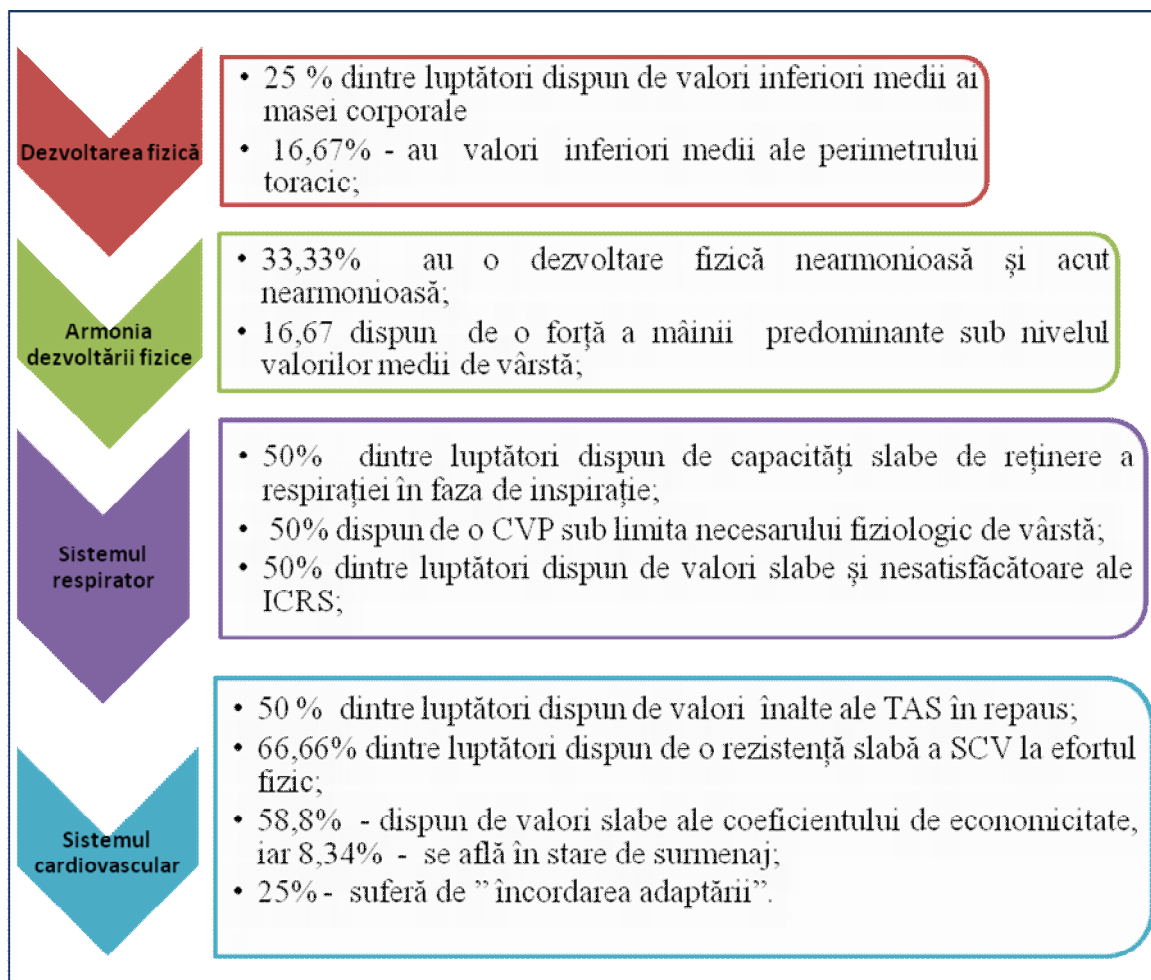 Dezvoltarea fizică
• 25 % dintre luptători dispun de valori inferiori medii ai
masei corporale
• 16,67% - au valori inferiori medii ale perimetrului
toracic;
Armonia
dezvoltării fizice
• 33,33% au o dezvoltare fizică nearmonioasă și acut
nearmonioasă;
• 16,67 dispun de o forță a mâinii predominante sub nivelul
valorilor medii de vârstă;
Sistemul
respirator
• 50% dintre luptători dispun de capacități slabe de reținere a
respirației în faza de inspirație;
• 50% dispun de o CVP sub limita necesarului fiziologic de vârstă;
• 50% dintre luptători dispun de valori slabe și nesatisfăcătoare ale
ICRS;
Sistemul
cardiovascular
• 50 % dintre luptători dispun de valori înalte ale TAS în repaus;
• 66,66% dintre luptători dispun de o rezistență slabă a SCV la efortul
fizic;
• 58,8% - dispun de valori slabe ale coeficientului de economicitate,
iar 8,34% - se află în stare de surmenaj;
• 25% - suferă de ” încordarea adaptării”.